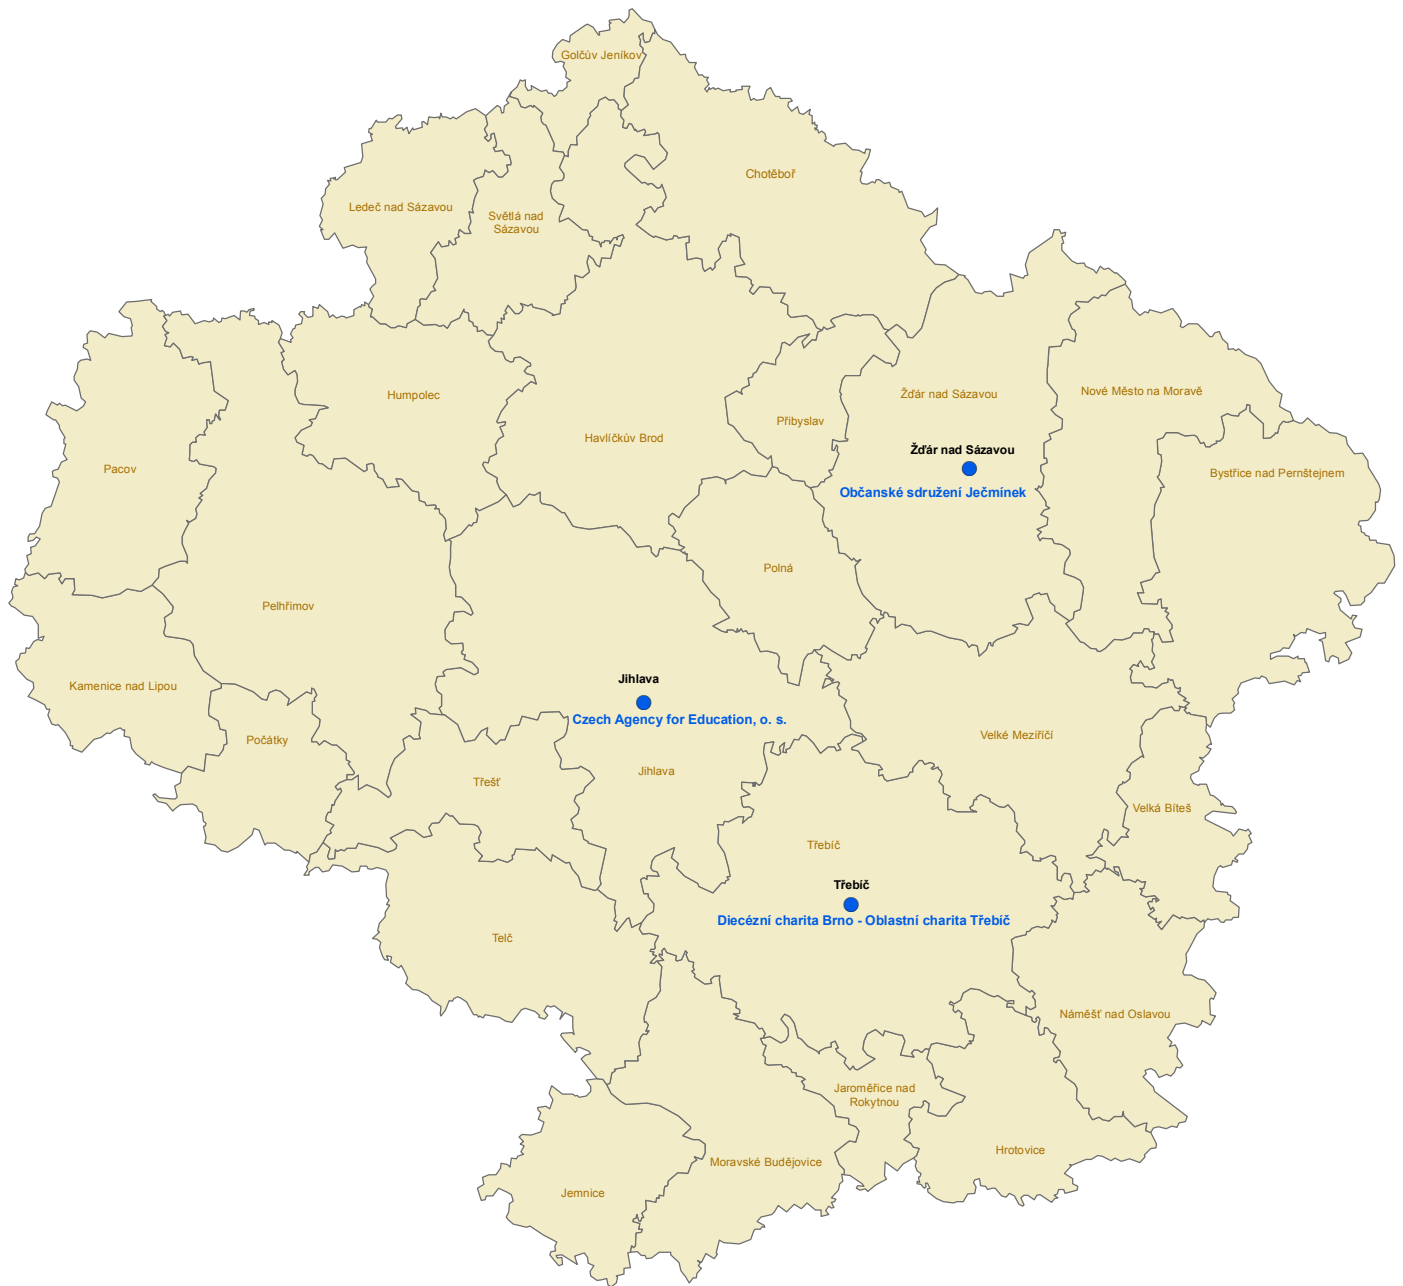 Golčův Jeníkov
Chotěboř
Ledeč nad Sázavou
Světlá nad
Sázavou
Humpolec
Žďár nad Sázavou
Nové Město na Moravě
Přibyslav
Havlíčkův Brod
Žďár nad Sázavou
Pacov
Bystřice nad Pernštejnem
Občanské sdružení Ječmínek
Polná
Pelhřimov
Jihlava
Kamenice nad Lipou
Czech Agency for Education, o. s.
Velké Meziříčí
Počátky
Jihlava
Třešť
Velká Bíteš
Třebíč
Třebíč
Diecézní charita Brno - Oblastní charita Třebíč
Telč
Náměšť nad Oslavou
Jaroměřice nad
Rokytnou
Hrotovice
Moravské Budějovice
Jemnice